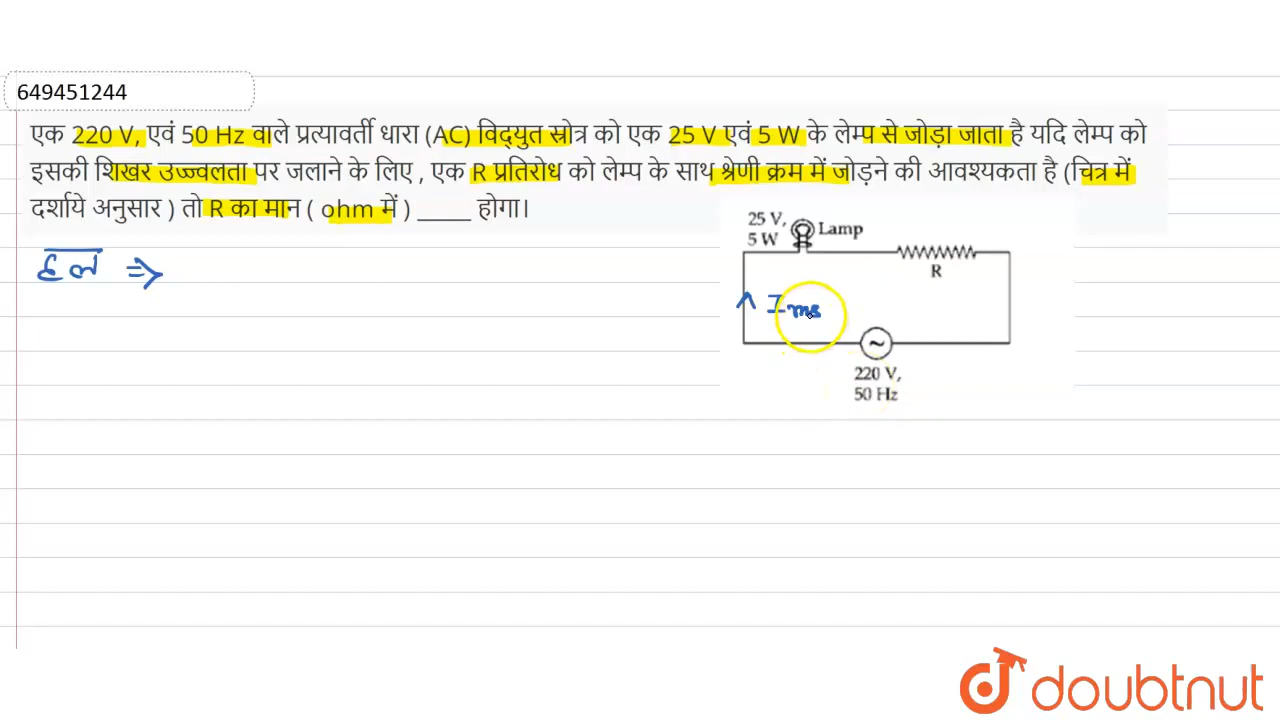 649451244
एक 220 V, एवं 50 Hz वाले प्रत्यावर्ती धारा (AC) विद्युत स्रोत्र को एक 25 V एवं 5 W के लेम्प से जोड़ा जाता है यदि लेम्प को
इसकी शिखर उज्ज्वलता पर जलाने के लिए , एक R प्रतिरोध को लेम्प के साथ श्रेणी क्रम में जोड़ने की आवश्यकता है (चित्र में
दर्शाये अनुसार ) तो R का मान ( ohm में ) _____ होगा।
25 V,
5 W
Lamp
R
हल ⇒
I ms
~
220 V,
50 Hz
doubtnut